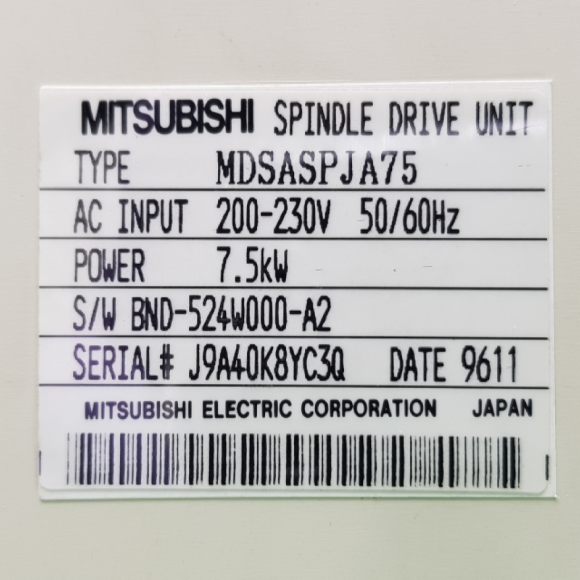 MITSUBISHI SPINDLE DRIVE UNIT
TYPE MDSASPJA75
AC INPUT 200-230V 50/60Hz
POWER 7.5kW
S/W BND-524W000-A2
SERIAL# J9A40K8YC3Q DATE 9611
MITSUBISHI ELECTRIC CORPORATION JAPAN